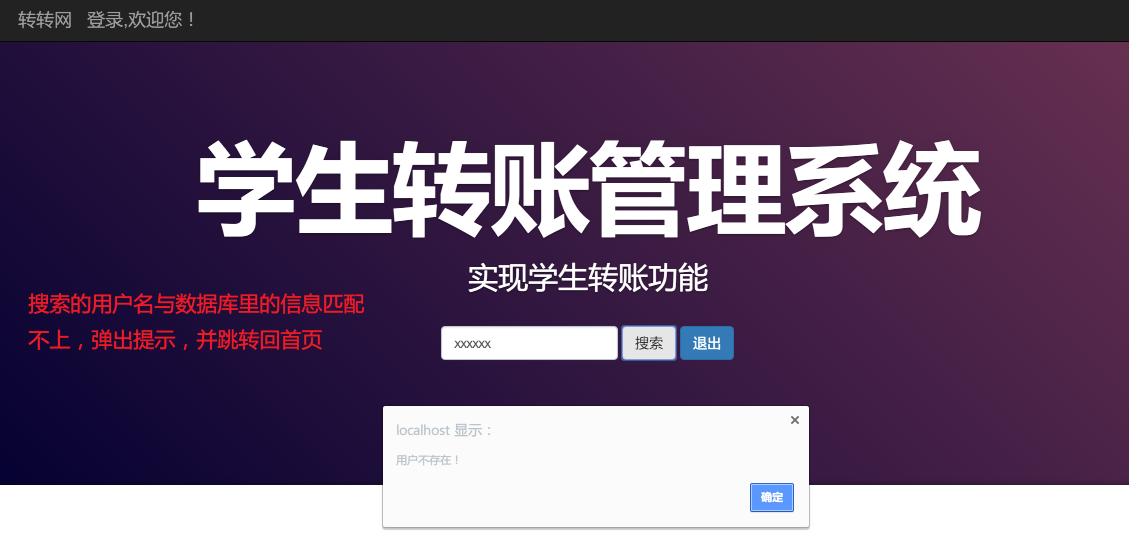 转转网 登录,欢迎您！
学生转账管理系统
实现学生转账功能
搜索的用户名与数据库里的信息匹配
不上，弹出提示，并跳转回首页
xxxxxx 搜索 退出
localhost 显示：
用户不存在！
确定